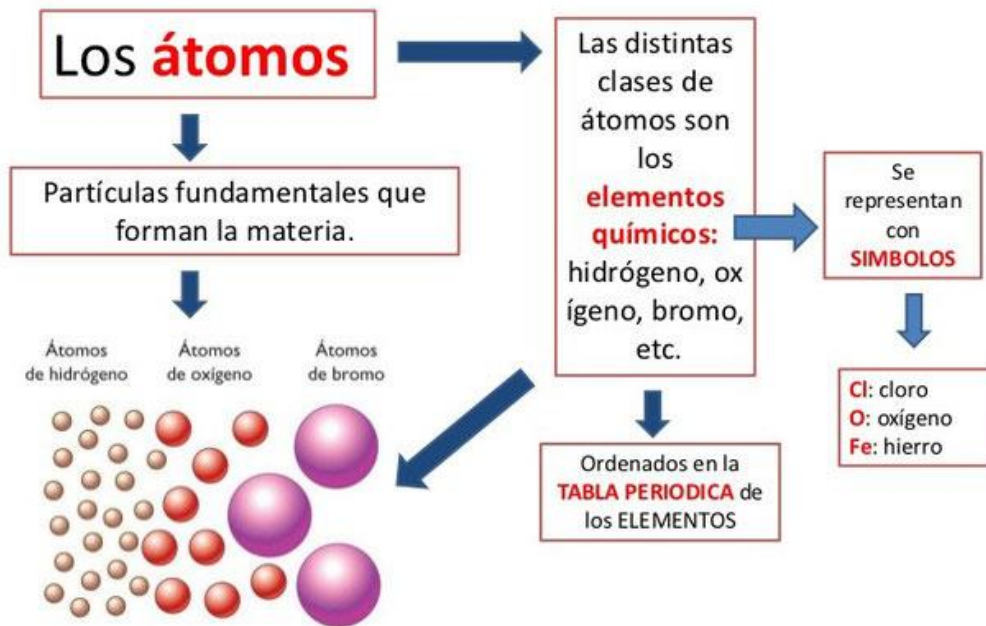 Los átomos
Partículas fundamentales que
forman la materia.
Átomos
de hidrógeno
Átomos
de oxígeno
Átomos
de bromo
Las distintas
clases de
átomos son
los
elementos
químicos:
hidrógeno, ox
ígeno, bromo,
etc.
Se
representan
con
SIMBOLOS
Cl: cloro
O: oxígeno
Fe: hierro
Ordenados en la
TABLA PERIODICA de
los ELEMENTOS